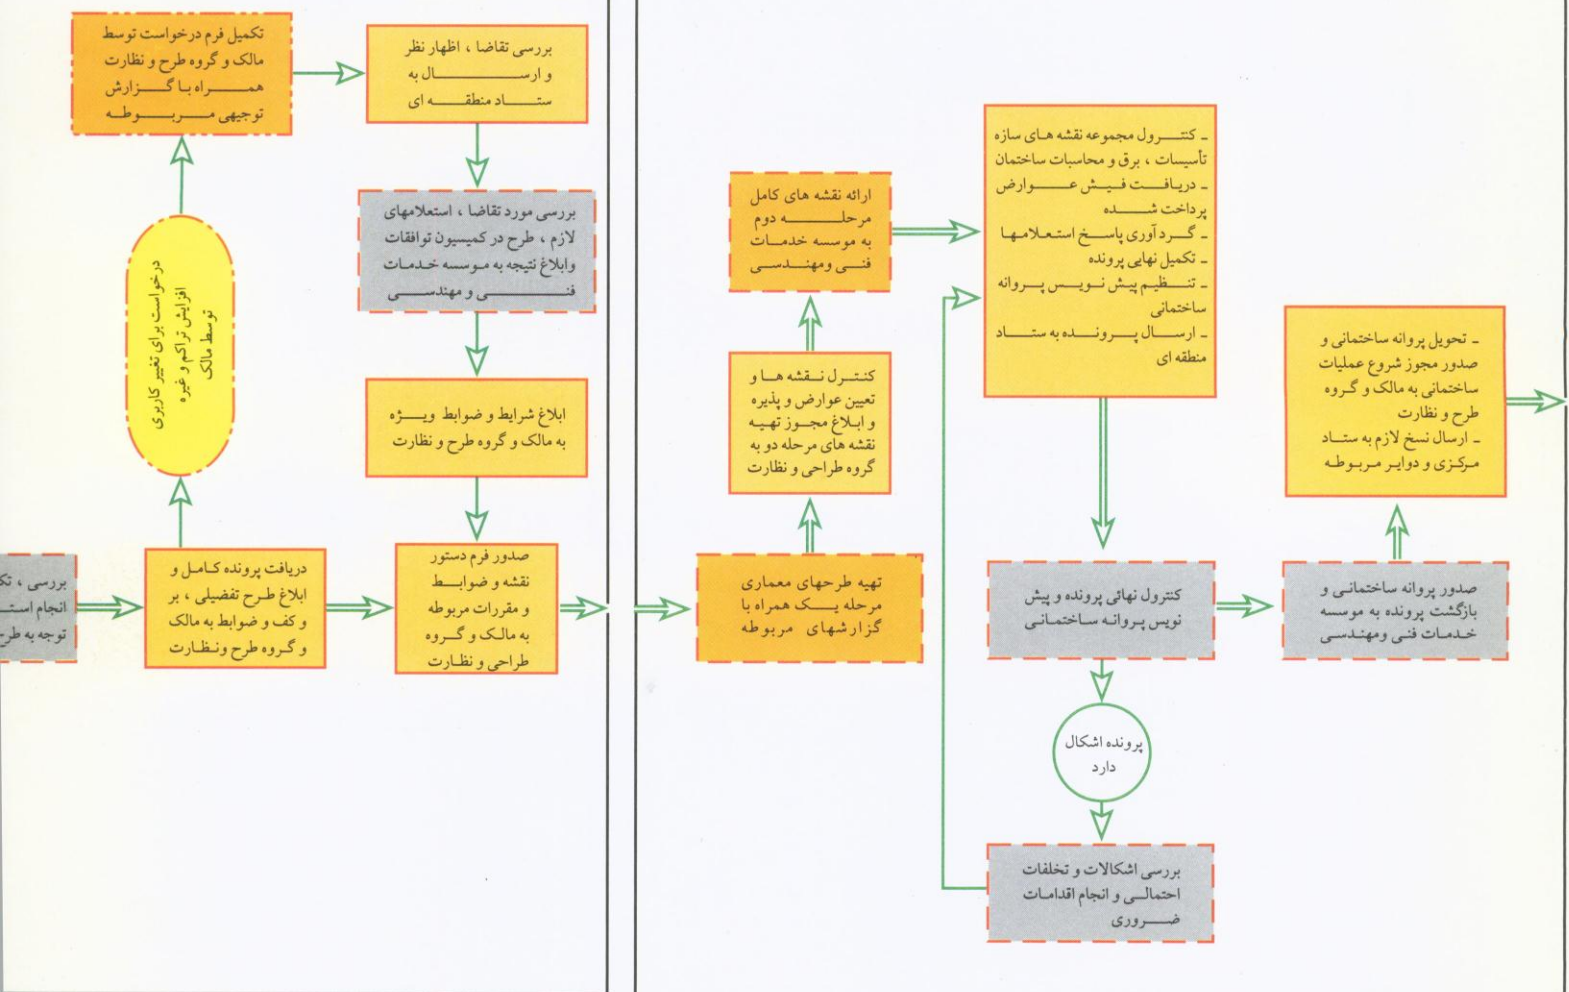 تکمیل فرم درخواست توسط
مالک و گروه طرح و نظارت
همراه با گزارش
توجیهی مربوطه
بررسی تقاضا ، اظهار نظر
و ارسال به
ستاد منطقه ای
بررسی مورد تقاضا ، استعلامهای
لازم ، طرح در کمیسیون توافقات
وابلاغ نتیجه به موسسه خدمات
فنی و مهندسی
درخواست برای تغییر کاربری
افزایش تراکم و غیره
توسط مالک
ابلاغ شرایط و ضوابط ویژه
به مالک و گروه طرح و نظارت
بررسی ، تک
انجام است
توجه به طرح
دریافت پرونده کامل و
ابلاغ طرح تفضیلی ، بر
و کف و ضوابط به مالک
و گروه طرح ونظارت
صدور فرم دستور
نقشه و ضوابط
و مقررات مربوطه
به مالک و گروه
طراحی و نظارت
تهیه طرحهای معماری
مرحله یک همراه با
گزارشهای مربوطه
کنترل نقشه ها و
تعیین عوارض و پذیره
و ابلاغ مجوز تهیه
نقشه های مرحله دو به
گروه طراحی و نظارت
ارائه نقشه های کامل
مرحله دوم
به موسسه خدمات
فنی ومهندسی
ـ کنترول مجموعه نقشه های سازه
تأسیسات ، برق و محاسبات ساختمان
ـ دریافت فیش عوارض
پرداخت شده
ـ گردآوری پاسخ استعلامها
ـ تکمیل نهایی پرونده
ـ تنظیم پیش نویس پروانه
ساختمانی
ـ ارسال پرونده به ستاد
منطقه ای
کنترول نهائی پرونده و پیش
نویس پروانه ساختمانی
پرونده اشکال
دارد
بررسی اشکالات و تخلفات
احتمالی و انجام اقدامات
ضروری
صدور پروانه ساختمانی و
بازگشت پرونده به موسسه
خدمات فنی ومهندسی
ـ تحویل پروانه ساختمانی و
صدور مجوز شروع عملیات
ساختمانی به مالک و گروه
طرح و نظارت
ـ ارسال نسخ لازم به ستاد
مرکزی و دوایر مربوطه